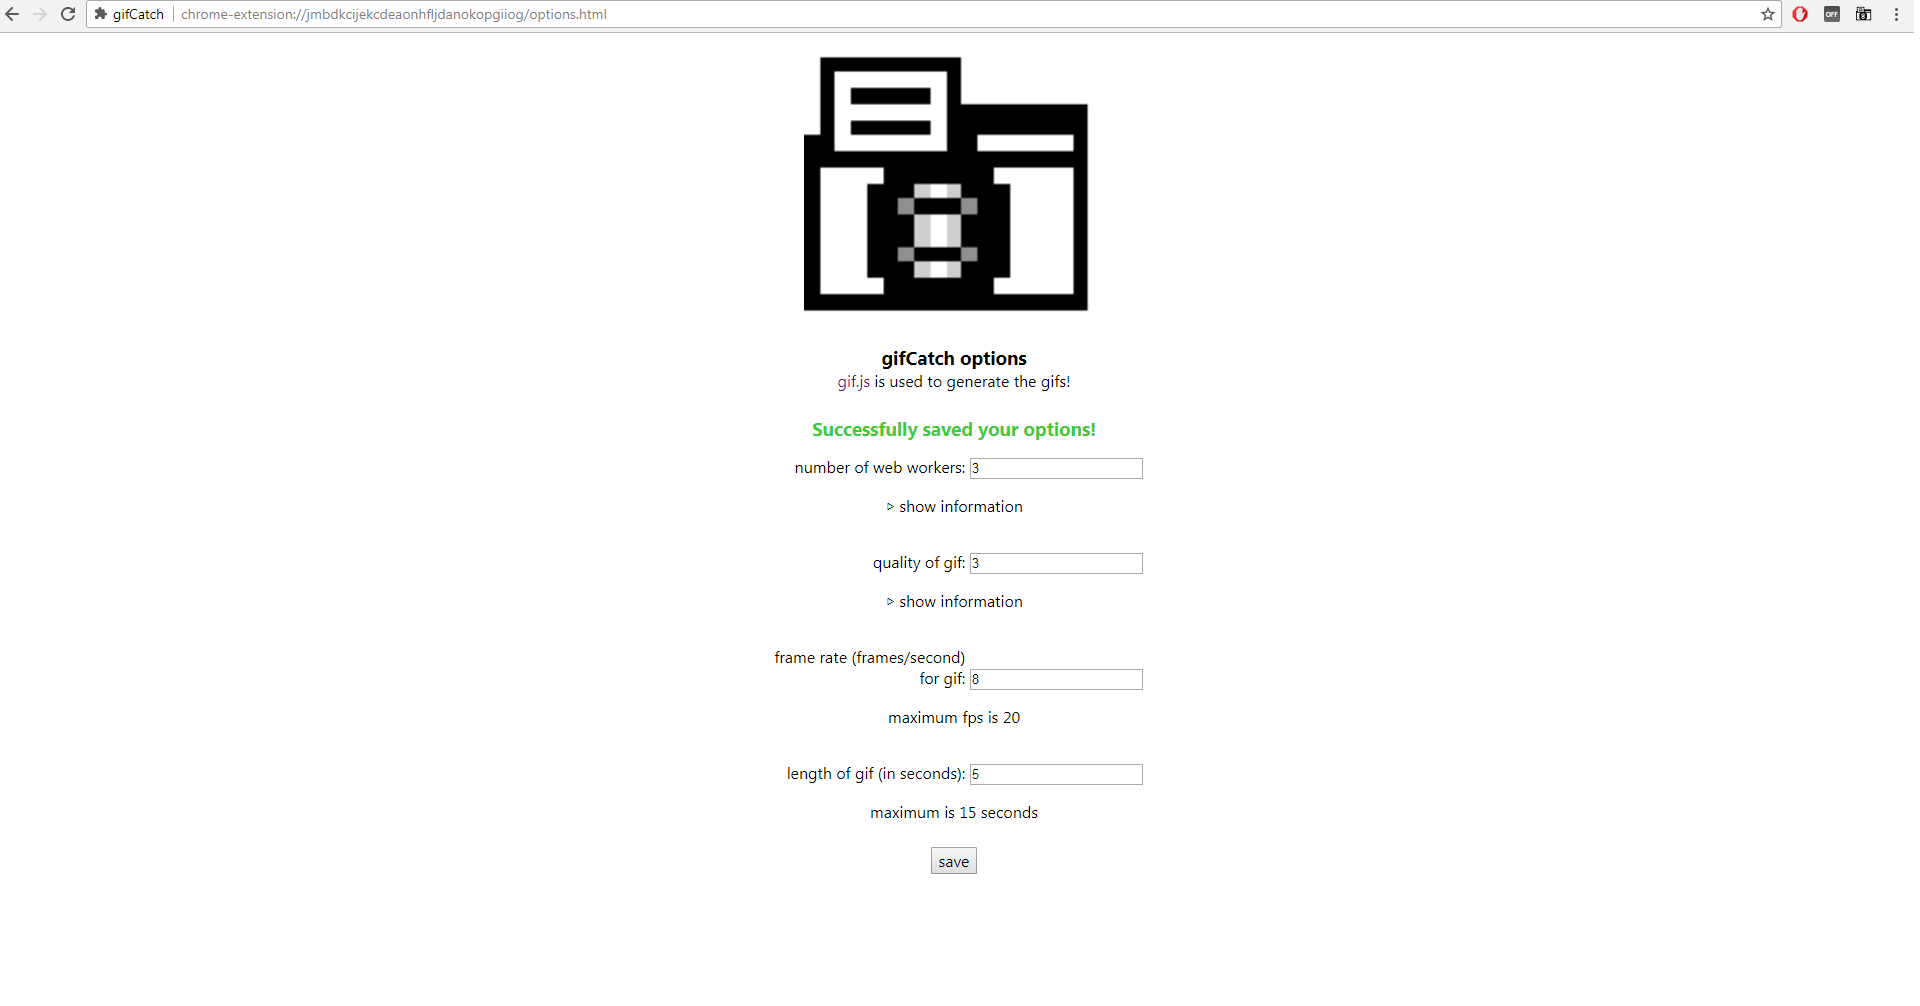 gifCatch chrome-extension://jmbdkcijekcdeaonhfljdanokopgiiog/options.html OFF
gifCatch options
gif.js is used to generate the gifs!
Successfully saved your options!
number of web workers: 3
▹ show information
quality of gif: 3
▹ show information
frame rate (frames/second)
for gif: 8
maximum fps is 20
length of gif (in seconds): 5
maximum is 15 seconds
save